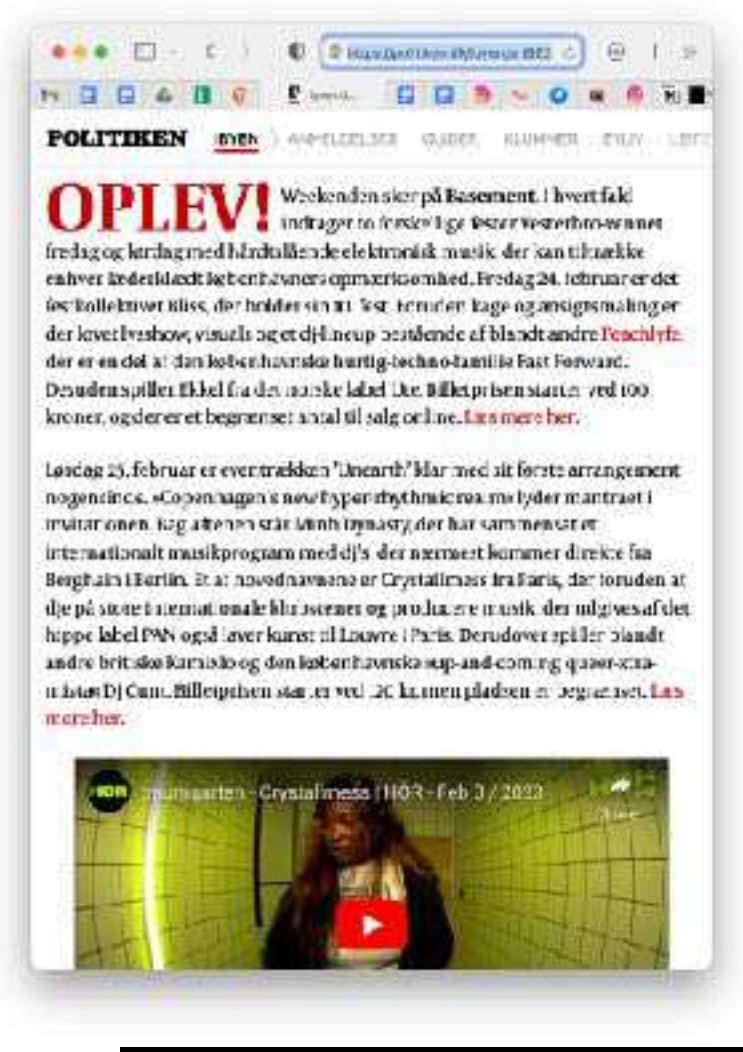 POLITIKEN BYEN ANMELDELSER GUIDER KLUMMER BYLIV
OPLEV! Weekenden sker på Basement. I hvert fald
indtager to forskellige fester Vesterbro-venuet
fredag og lørdag med hårdtslående elektronisk musik, der kan tiltrække
enhver læderklædt københavners opmærksomhed. Fredag 24. februar er det
festkollektivet Bliss, der holder sin 10. fest. Foruden kage og ansigtsmalinger
der lovet liveshow, visuals og et dj-lineup bestående af blandt andre Peachlyfe,
der er en del af den københavnske hurtig-techno-familie Fast Forward.
Desuden spiller Ekkel fra det norske label Ute. Billetprisen starter ved 100
kroner, og der er et begrænset antal til salg online. Læs mere her.
Lørdag 25. februar er eventrækken 'Unearth' klar med sit første arrangement
nogensinde. »Copenhagen's new hyper rhythmic realm« lyder mantraet i
invitationen. Bag aftenen står Minh Dynasty, der har sammensat et
internationalt musikprogram med dj's, der nærmest kommer direkte fra
Berghain i Berlin. Et af hovednavnene er Crystallmess fra Paris, der foruden at
dje på store internationale klubscener og producere musik, der udgives af det
hippe label PAN også laver kunst til Louvre i Paris. Derudover spiller blandt
andre britiske Kamixlo og den københavnske »up-and-coming queer-
DJ Cunt. Billetprisen starter ved 120 kr., men pladsen er begrænset. Læs
mere her.
HÖR
- Crystallmess | HÖR - Feb 3 / 2023